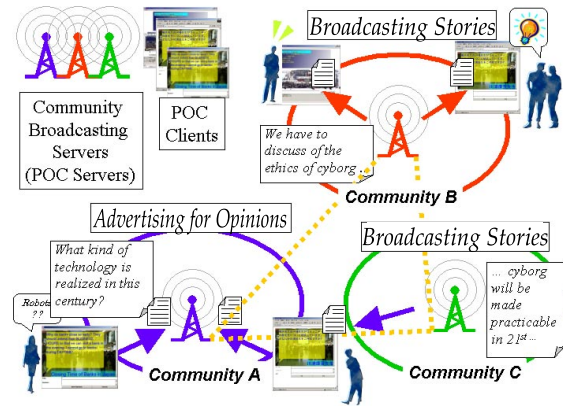 Broadcasting Stories
Community
Broadcasting
Servers
(POC Servers)
POC
Clients
We have to
discuss of the
ethics of cyborg ...
Community B
Advertising for Opinions
Broadcasting Stories
What kind of
technology is
realized in this
century?
... cyborg
will be
made
practicable
in 21st...
Robots
??
Community A
Community C